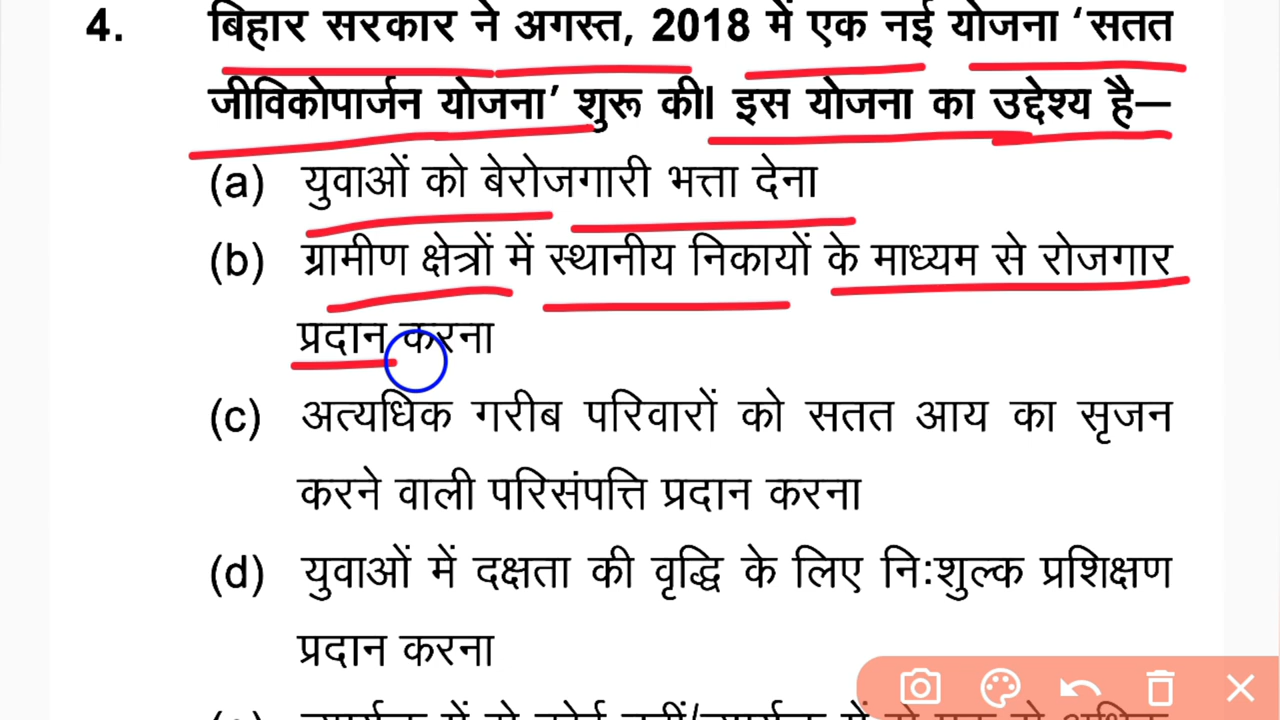 4. बिहार सरकार ने अगस्त, 2018 में एक नई योजना ‘सतत
जीविकोपार्जन योजना’ शुरू की। इस योजना का उद्देश्य है—
(a) युवाओं को बेरोजगारी भत्ता देना
(b) ग्रामीण क्षेत्रों में स्थानीय निकायों के माध्यम से रोजगार
प्रदान करना
(c) अत्यधिक गरीब परिवारों को सतत आय का सृजन
करने वाली परिसंपत्ति प्रदान करना
(d) युवाओं में दक्षता की वृद्धि के लिए नि:शुल्क प्रशिक्षण
प्रदान करना